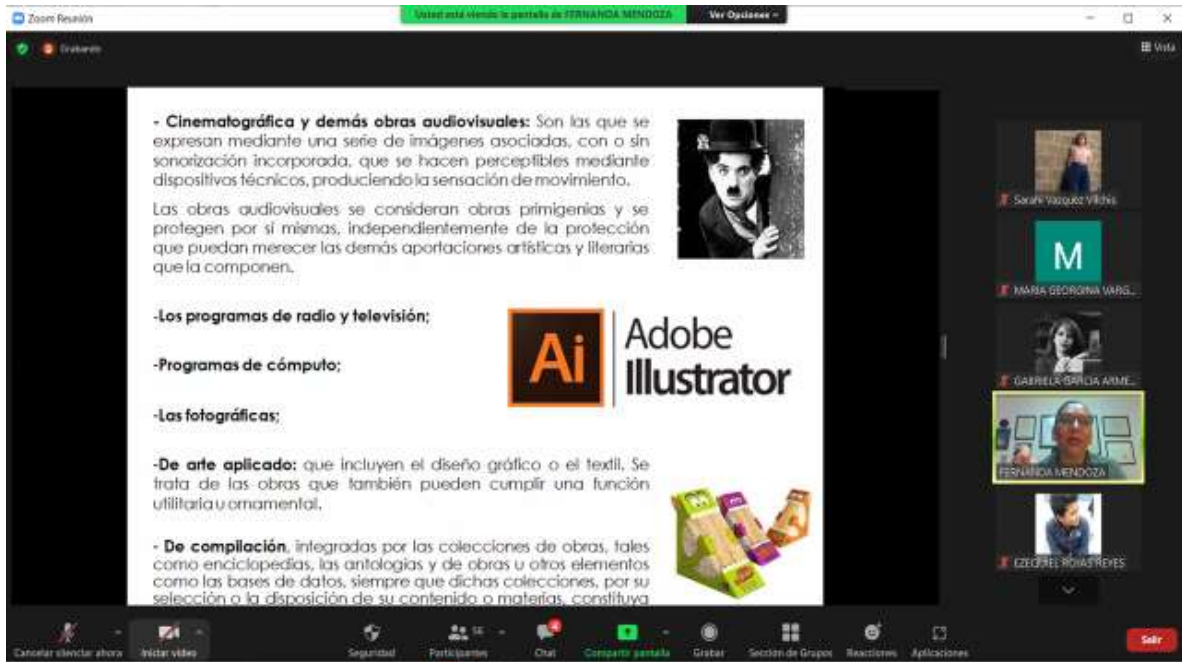 Zoom Reunión
Usted está viendo la pantalla de FERNANDA MENDOZA
Ver Opciones
Grabando
Vista
- Cinematográfica y demás obras audiovisuales: Son las que se
expresan mediante una serie de imágenes asociadas, con o sin
sonorización incorporada, que se hacen perceptibles mediante
dispositivos técnicos, produciendo la sensación de movimiento.
Las obras audiovisuales se consideran obras primigenias y se
protegen por sí mismas, independientemente de la protección
que puedan merecer las demás aportaciones artísticas y literarias
que la componen.
-Los programas de radio y televisión;
-Programas de cómputo;
-Las fotográficas;
Ai
Adobe
Illustrator
-De arte aplicado: que incluyen el diseño gráfico o el textil. Se
trata de las obras que también pueden cumplir una función
utilitaria u ornamental.
- De compilación, integradas por las colecciones de obras, tales
como enciclopedias, las antologías y de obras u otros elementos
como las bases de datos, siempre que dichas colecciones, por su
selección o la disposición de su contenido o materias, constituya
Sarahi Vazquez Vilchis
M
MARIA GEORGINA VARG...
GABRIELA GARCIA ARME...
FERNANDA MENDOZA
EZEQUIEL ROJAS REYES
Cancelar silenciar ahora
Iniciar video
Seguridad
Participantes
56
Chat
4
Compartir pantalla
Grabar
Sección de Grupos
Reacciones
Aplicaciones
Salir